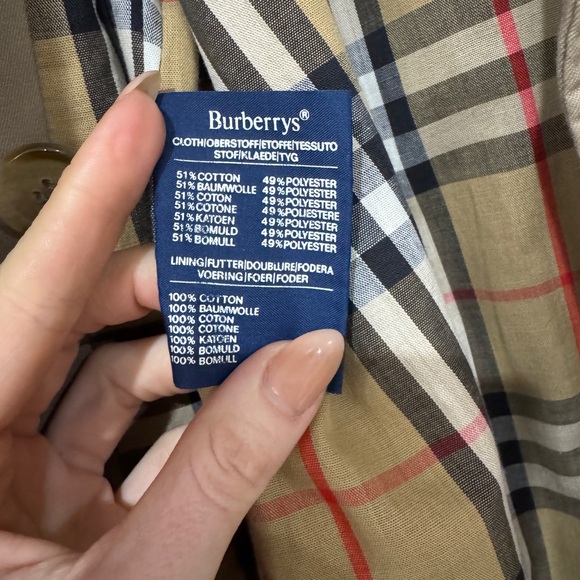 Burberrys®
CLOTH/OBERSTOFF/ETOFFE/TESSUTO
STOF/KLAEDE/TYG
51% COTTON 49% POLYESTER
51% BAUMWOLLE 49% POLYESTER
51% COTON 49% POLYESTER
51% COTONE 49% POLIESTERE
51% KATOEN 49% POLYESTER
51% BOMULD 49% POLYESTER
51% BOMULL 49% POLYESTER
LINING/FUTTER/DOUBLURE/FODERA
VOERING/FOER/FODER
100% COTTON
100% BAUMWOLLE
100% COTON
100% COTONE
100% KATOEN
100% BOMULD
100% BOMULL